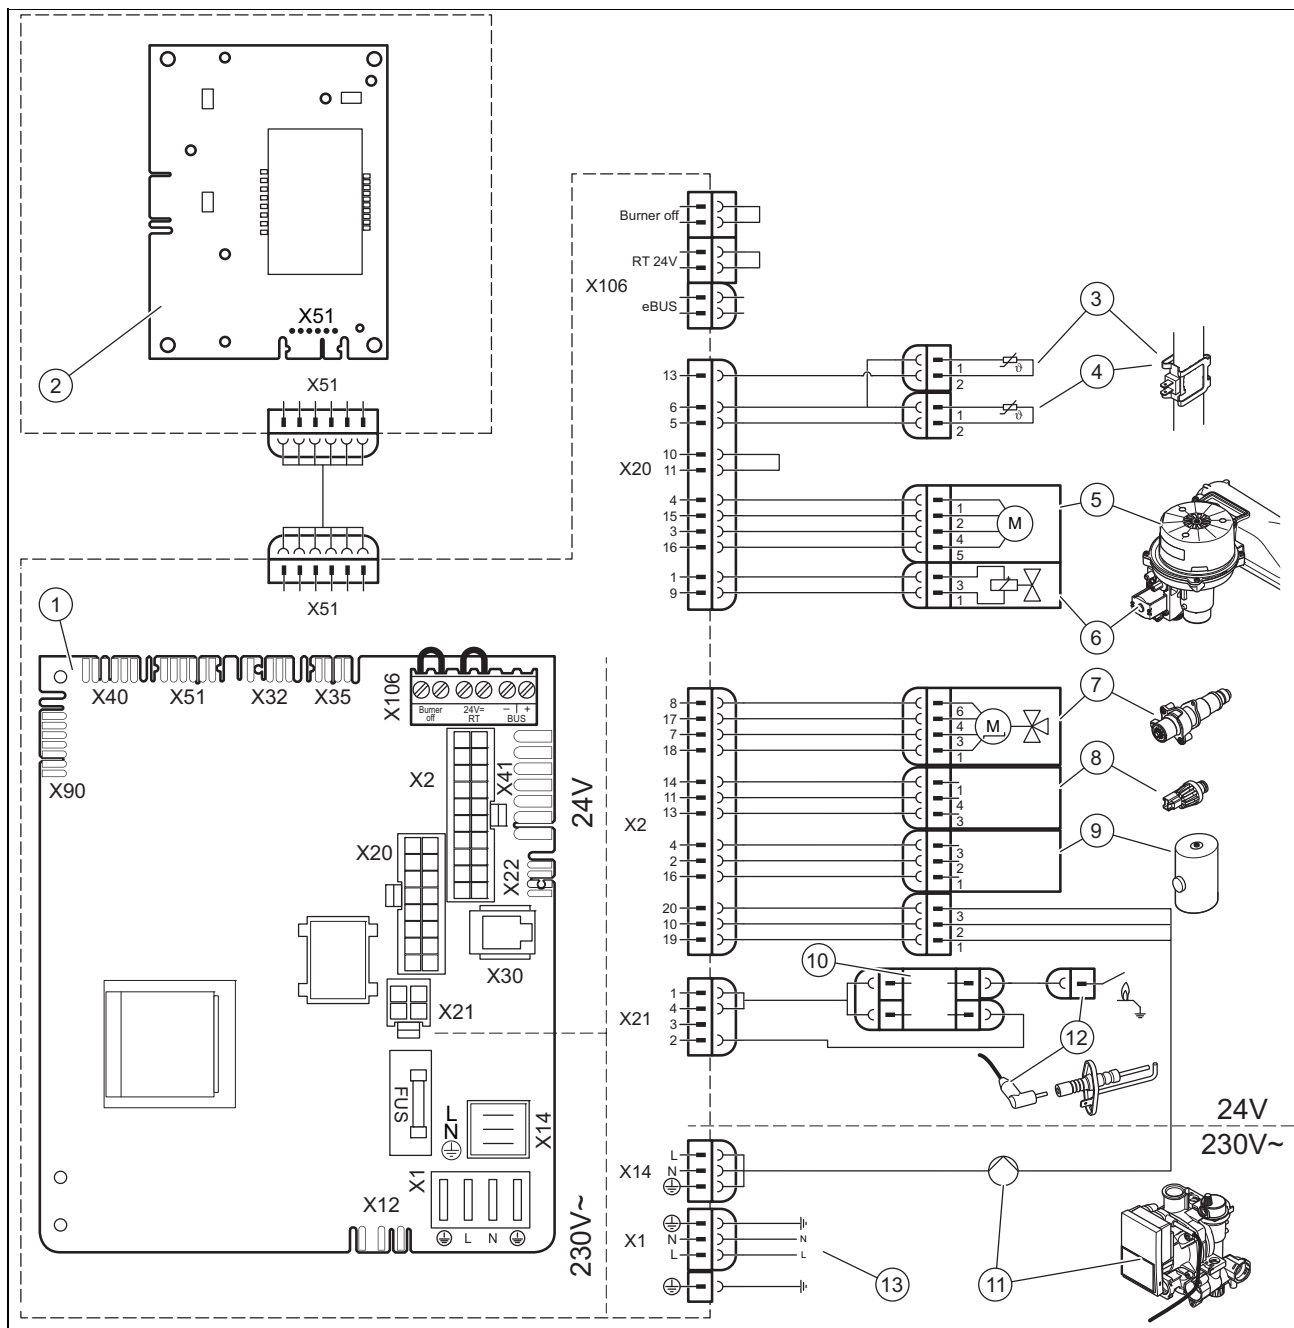 X51
2
X51
X51
1
X40 X51 X32 X35
X106
Burner off
24V= RT
– | + BUS
X90
X2
X41
X20
X22
C
X30
X21
FUS
L
N
X14
X1
X12
L N
24V
230V~
Burner off
RT 24V
X106
eBUS
3
13
1
2
4
6
5
1
2
10
X20
11
4
15
3
16
1
2
4
5
M
5
1
9
3
1
6
8
17
7
18
6
4
3
1
M
7
14
11
13
1
4
3
8
X2
4
2
16
3
2
1
9
20
10
19
3
2
1
10
X21
1
4
3
2
12
24V
230V~
X14
L
N
11
X1
N
L
N
L
13